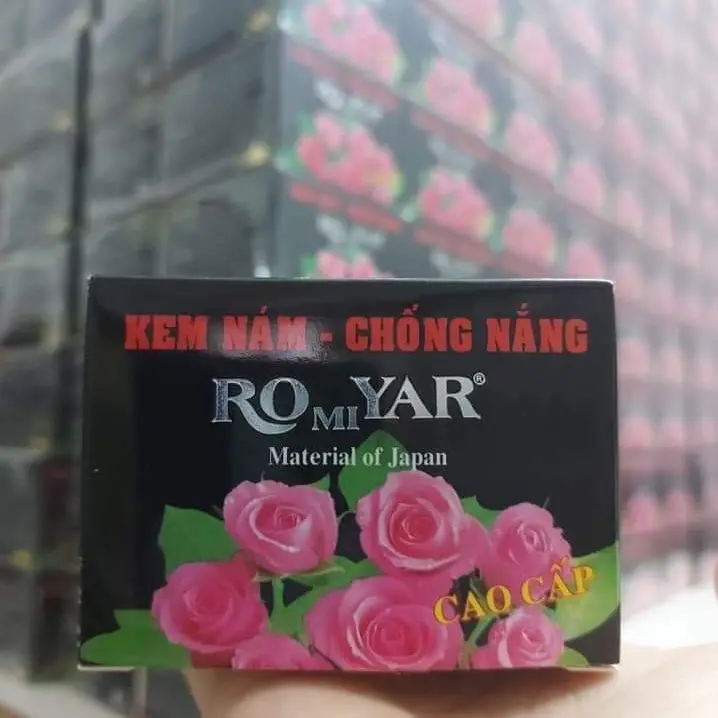 KEM NÁM - CHỐNG NẮNG
ROMIYAR®
Material of Japan
CAO CẤP